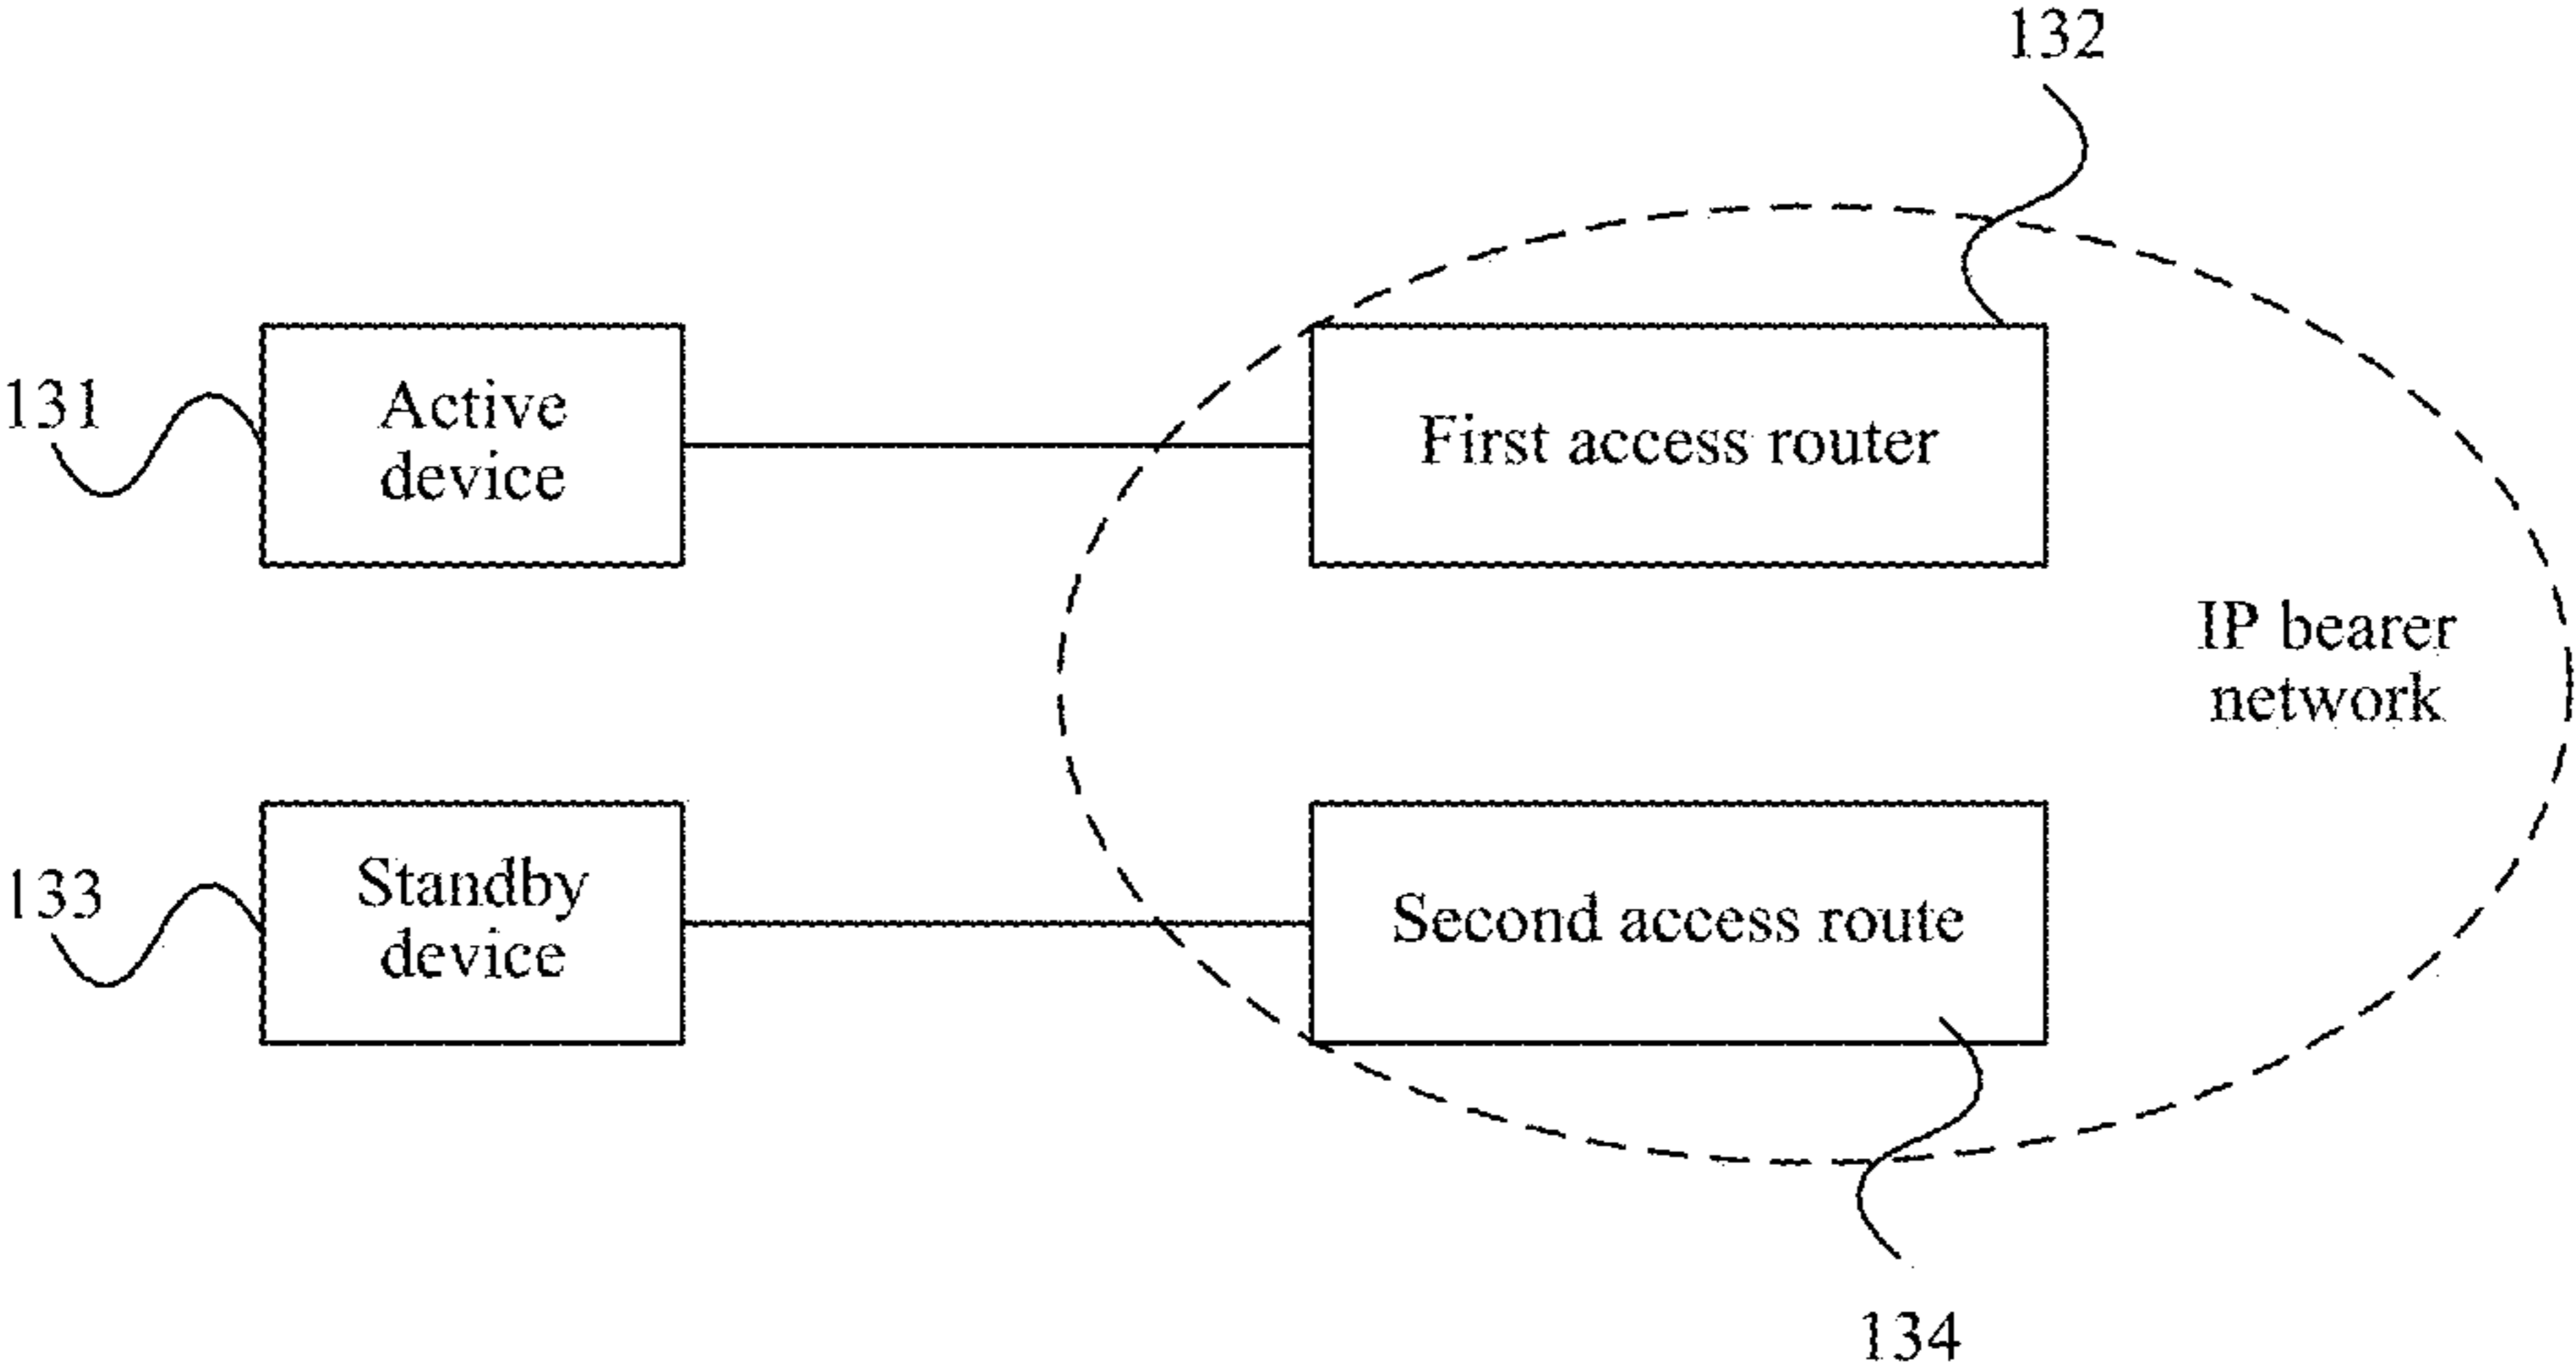 132
131
Active
device
First access router
IP bearer
network
133
Standby
device
Second access route
134